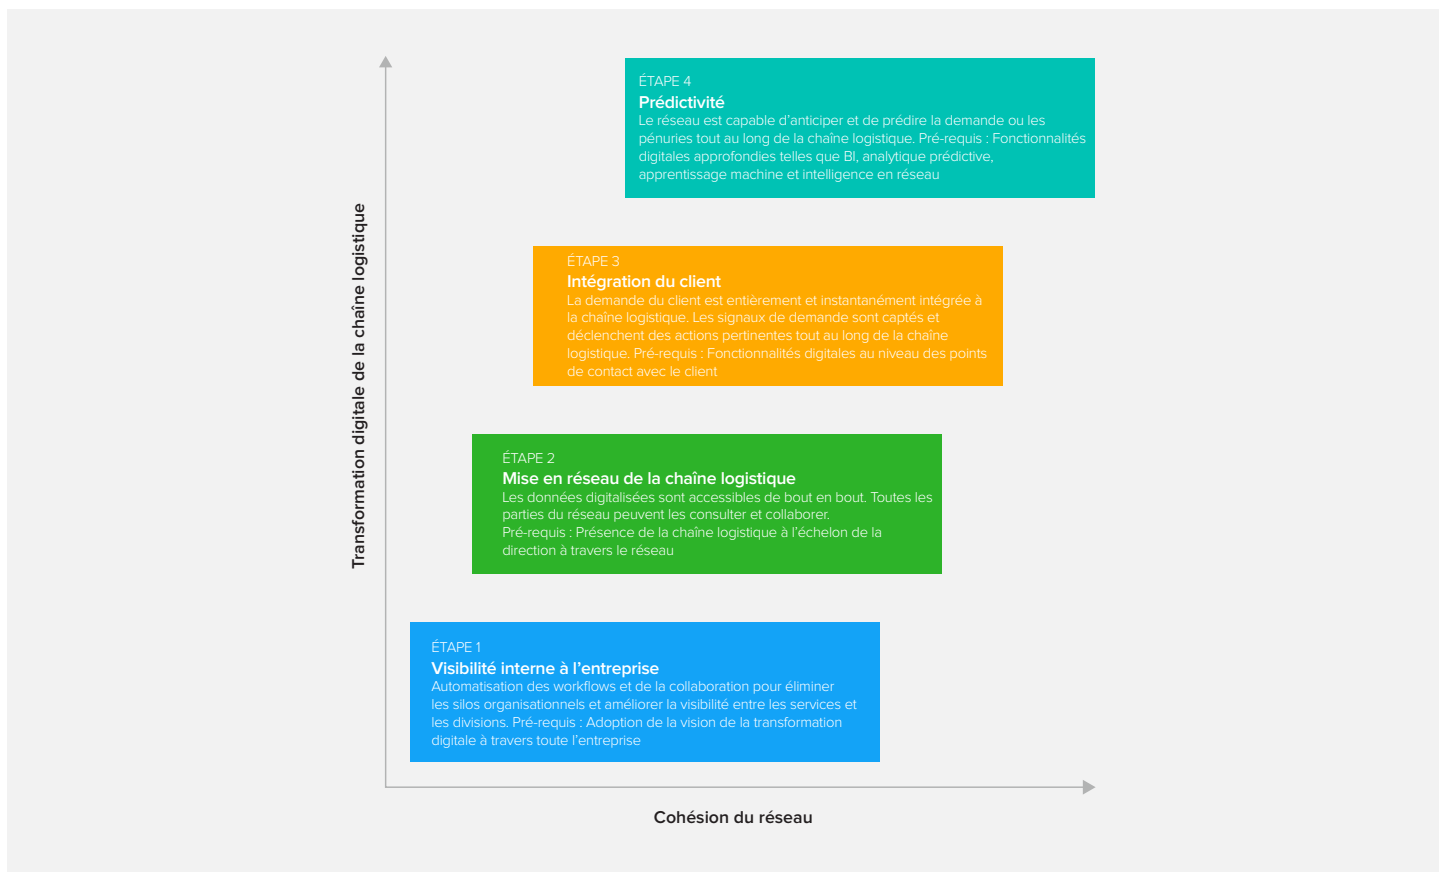 ÉTAPE 4
Prédictivité
Le réseau est capable d’anticiper et de prédire la demande ou les
pénuries tout au long de la chaîne logistique. Pré-requis : Fonctionnalités
digitales approfondies telles que BI, analytique prédictive,
apprentissage machine et intelligence en réseau
ÉTAPE 3
Intégration du client
La demande du client est entièrement et instantanément intégrée à
la chaîne logistique. Les signaux de demande sont captés et
déclenchent des actions pertinentes tout au long de la chaîne
logistique. Pré-requis : Fonctionnalités digitales au niveau des points
de contact avec le client
Transformation digitale de la chaîne logistique
ÉTAPE 2
Mise en réseau de la chaîne logistique
Les données digitalisées sont accessibles de bout en bout. Toutes les
parties du réseau peuvent les consulter et collaborer.
Pré-requis : Présence de la chaîne logistique à l’échelon de la
direction à travers le réseau
ÉTAPE 1
Visibilité interne à l’entreprise
Automatisation des workflows et de la collaboration pour éliminer
les silos organisationnels et améliorer la visibilité entre les services et
les divisions. Pré-requis : Adoption de la vision de la transformation
digitale à travers toute l’entreprise
Cohésion du réseau